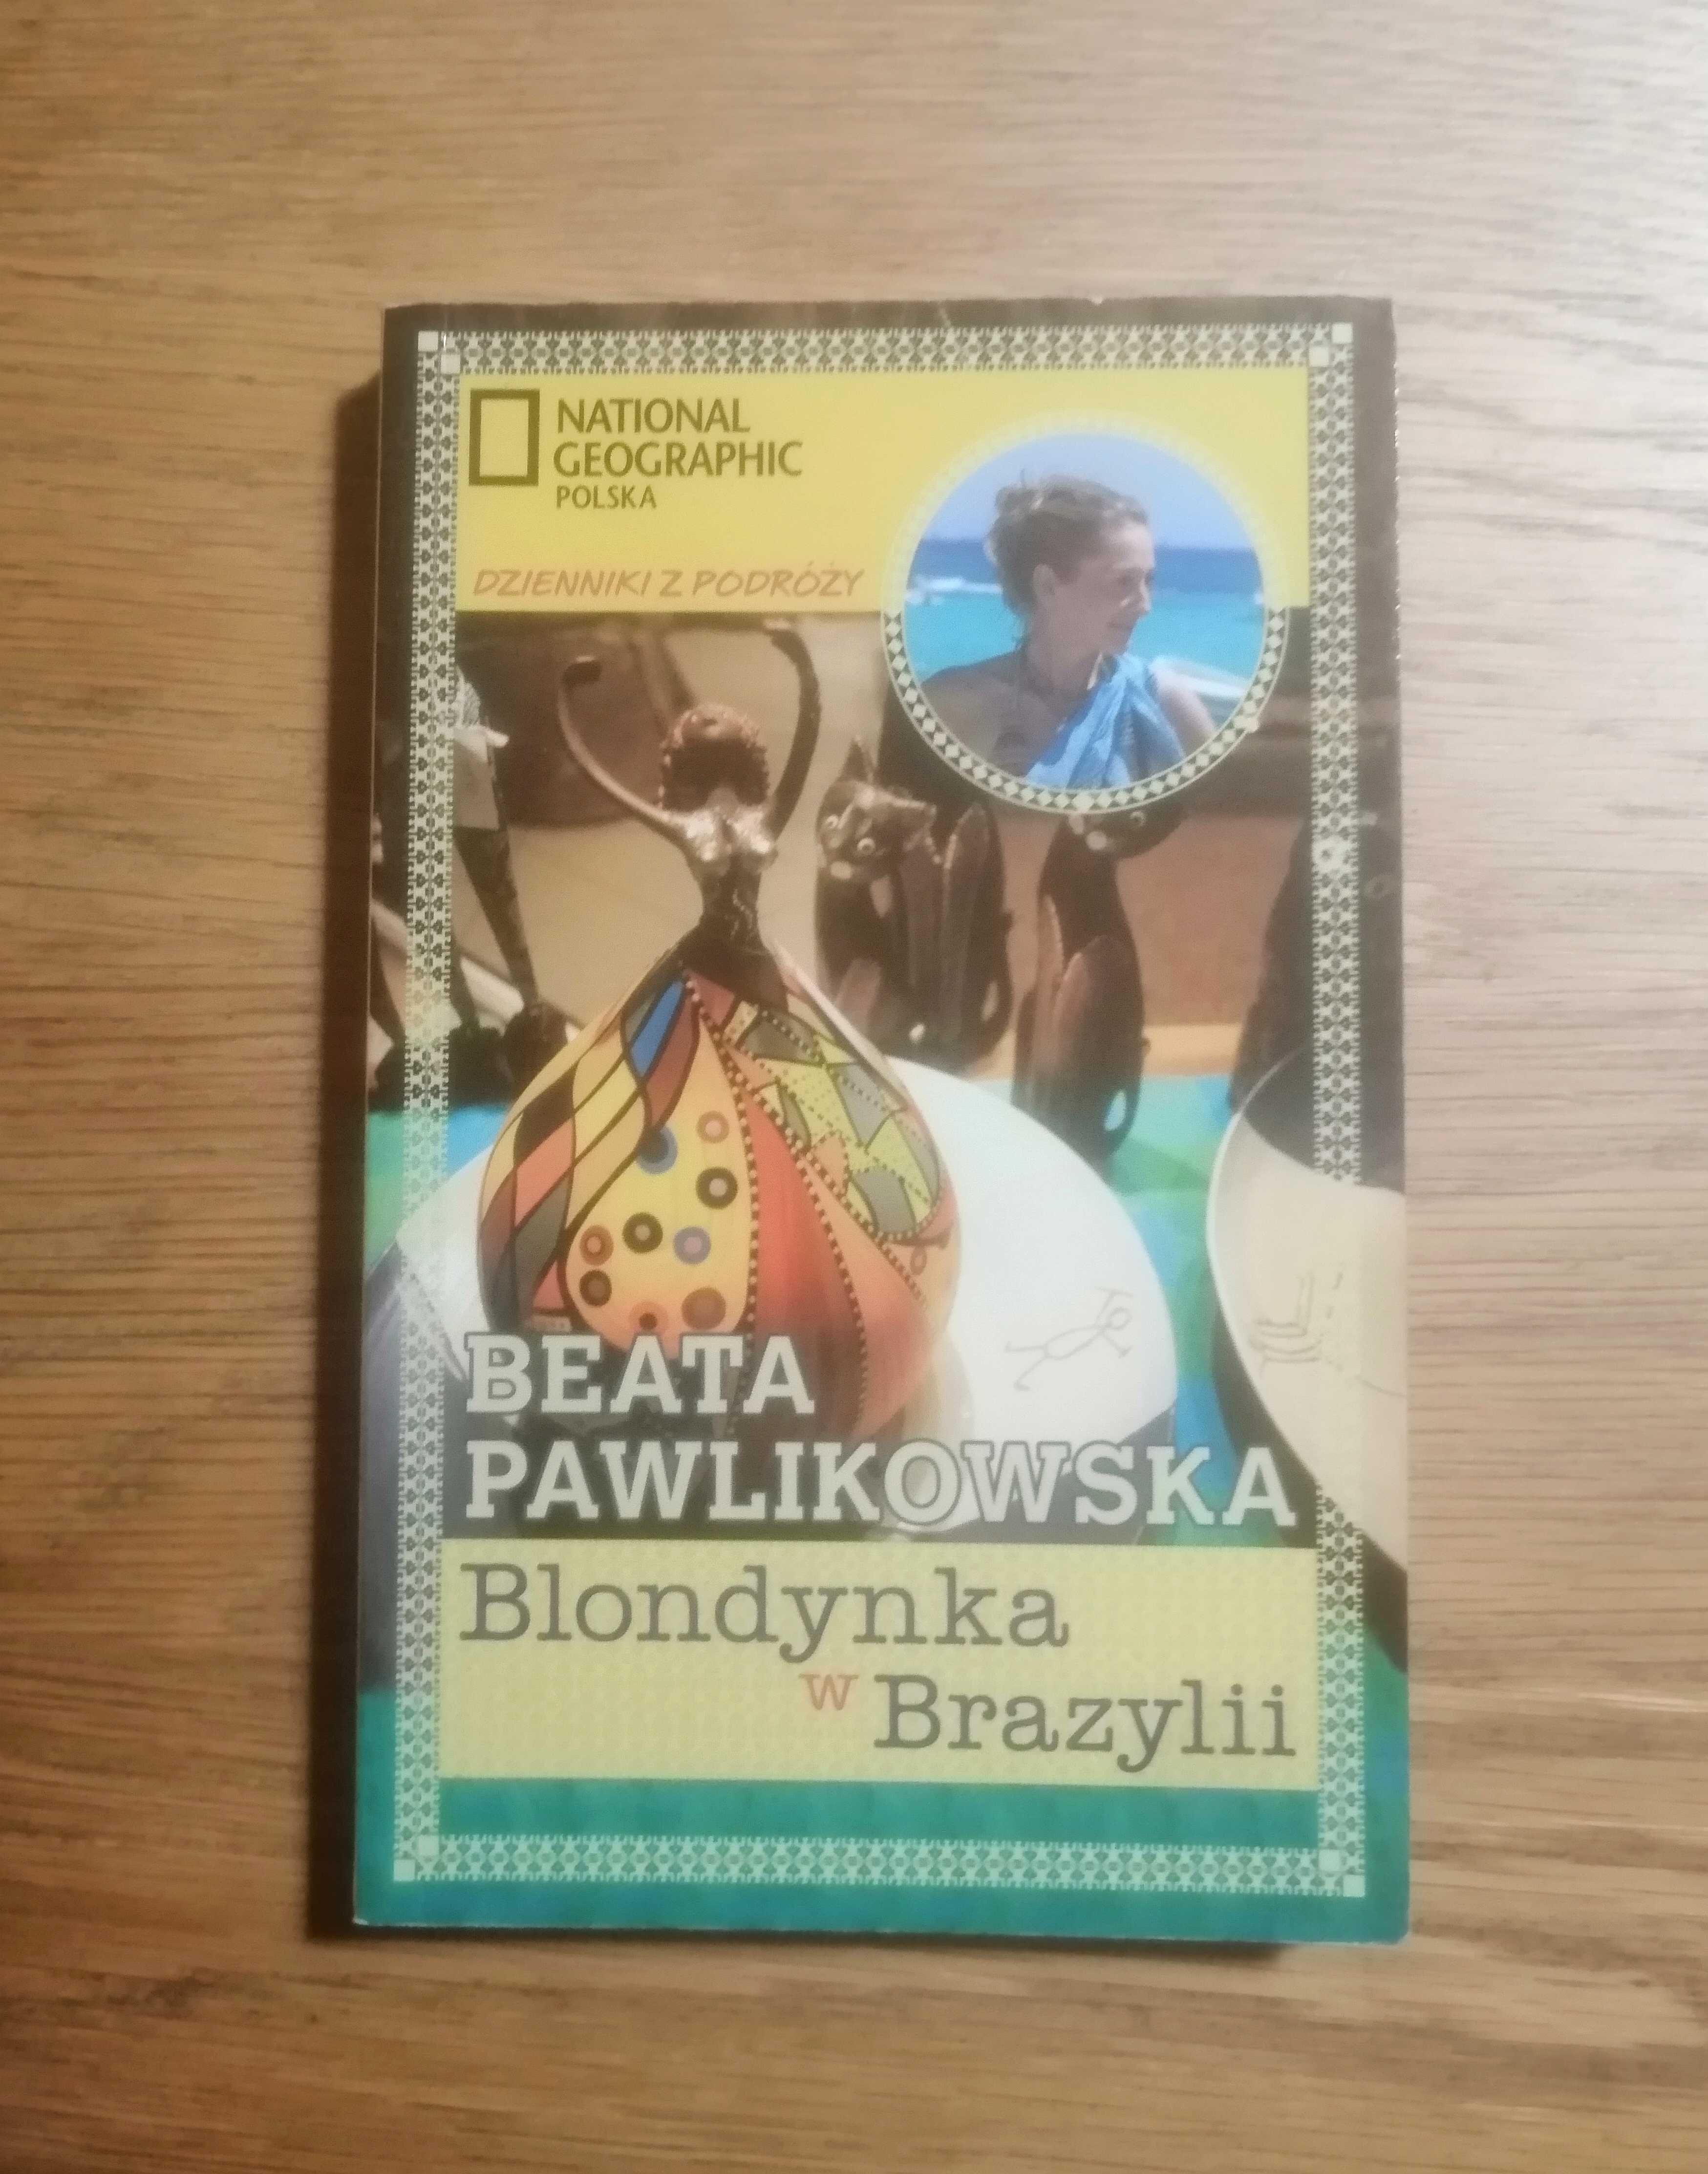 NATIONAL
GEOGRAPHIC
POLSKA
DZIENNIKI Z PODRÓŻY
BEATA
PAWLIKOWSKA
Blondynka
w Brazylii